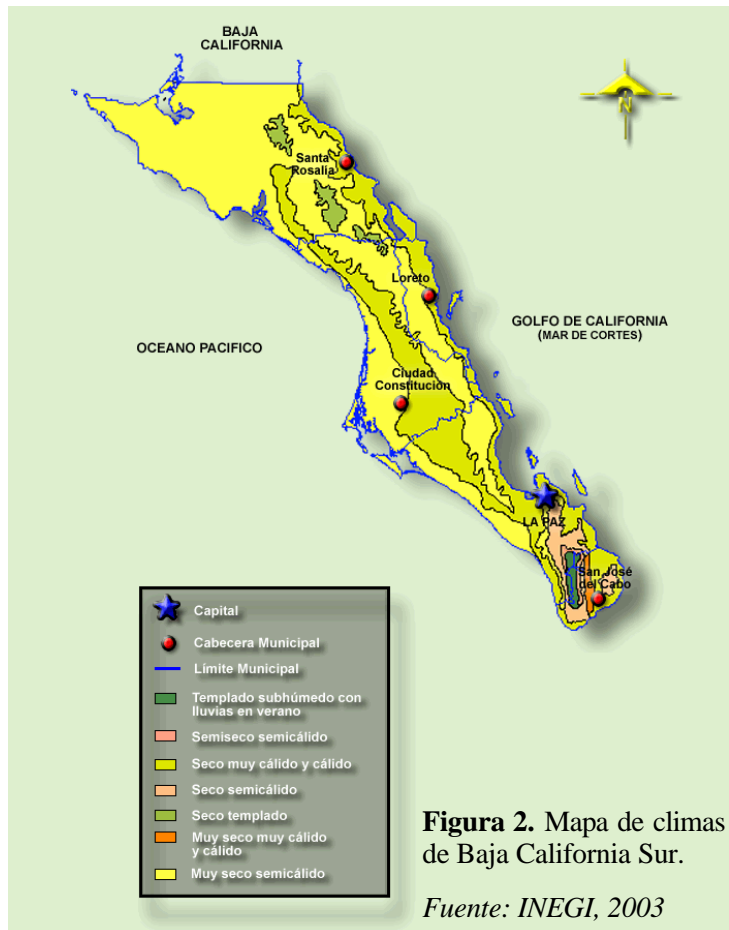 BAJA
CALIFORNIA
N
Santa
Rosalia
Loreto
GOLFO DE CALIFORNIA
(MAR DE CORTES)
OCEANO PACIFICO
Ciudad
Constitución
LA PAZ
San José
del Cabo
Capital
Cabecera Municipal
Límite Municipal
Templado subhúmedo con
lluvias en verano
Semiseco semicálido
Seco muy cálido y cálido
Seco semicálido
Seco templado
Muy seco muy cálido
y cálido
Muy seco semicálido
Figura 2. Mapa de climas
de Baja California Sur.
Fuente: INEGI, 2003